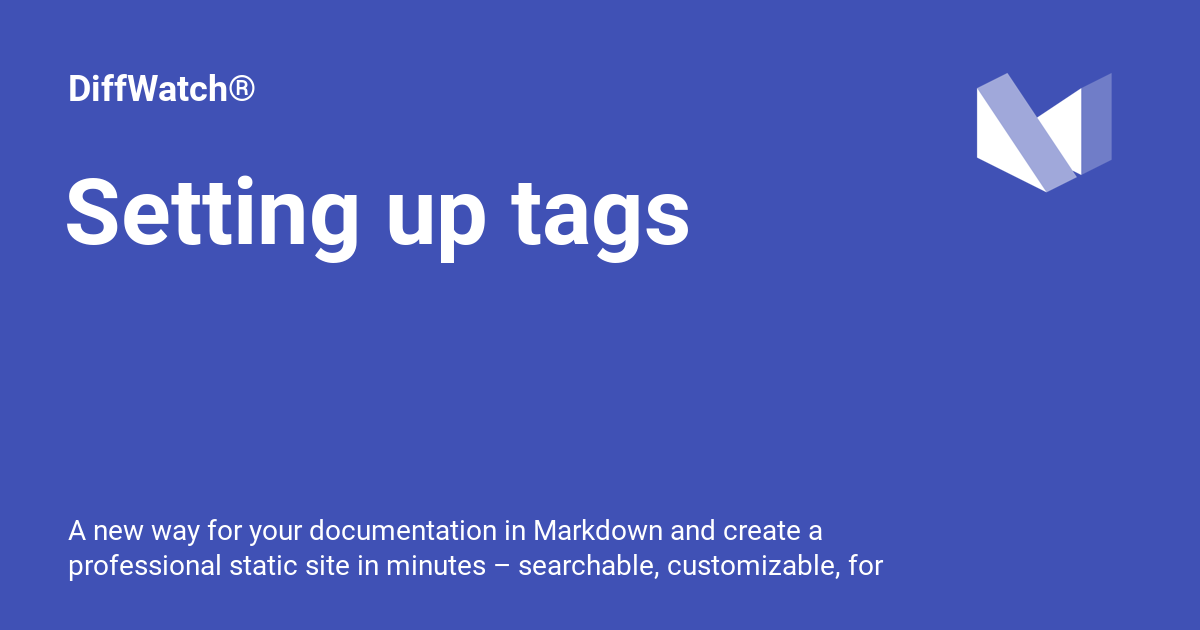 DiffWatch®
Setting up tags
A new way for your documentation in Markdown and create a
professional static site in minutes – searchable, customizable, for